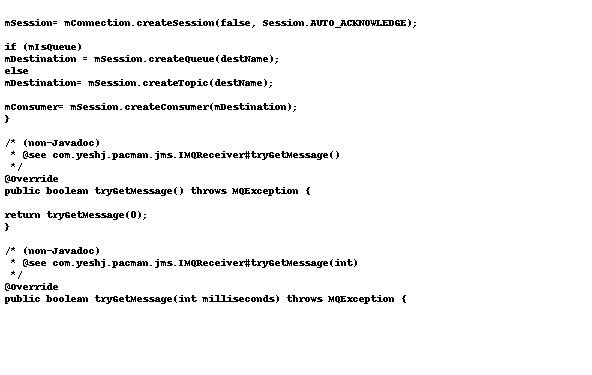 mSession= mConnection.createSession(false, Session.AUTO_ACKNOWLEDGE);
if (mIsQueue)
mDestination = mSession.createQueue(destName);
else
mDestination= mSession.createTopic(destName);
mConsumer= mSession.createConsumer(mDestination);
}
/* (non-Javadoc)
 * @see com.yeshj.pacman.jms.IMQReceiver#tryGetMessage()
 */
@Override
public boolean tryGetMessage() throws MQException {
return tryGetMessage(0);
}
/* (non-Javadoc)
 * @see com.yeshj.pacman.jms.IMQReceiver#tryGetMessage(int)
 */
@Override
public boolean tryGetMessage(int milliseconds) throws MQException {